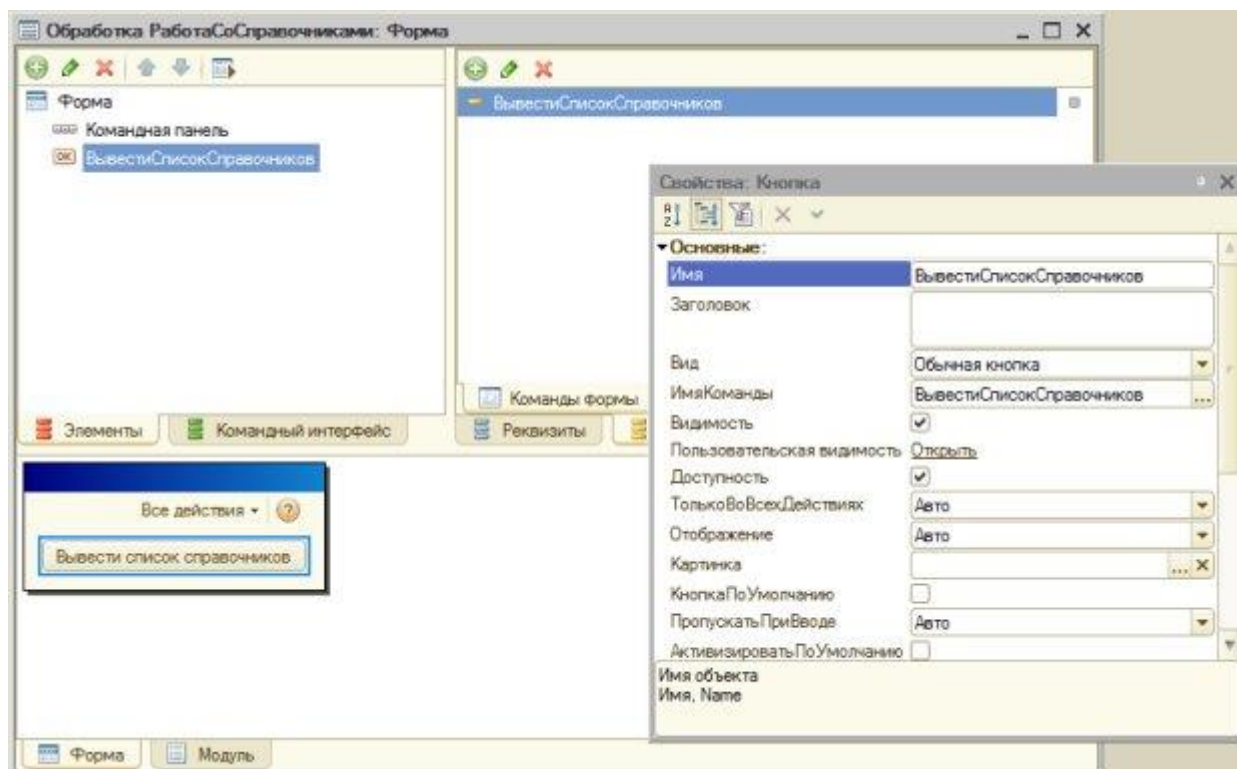 Обработка РаботаСоСправочниками: Форма
Форма
Командная панель
ВывестиСписокСправочников
Элементы
Командный интерфейс
ВывестиСписокСправочников
Команды формы
Реквизиты
Все действия
Вывести список справочников
Форма
Модуль
Свойства: Кнопка
Основные:
Имя ВывестиСписокСправочников
Заголовок
Вид Обычная кнопка
ИмяКоманды ВывестиСписокСправочников ...
Видимость
Пользовательская видимость Открыть
Доступность
ТолькоВоВсехДействиях Авто
Отображение Авто
Картинка ...
КнопкаПоУмолчанию
ПропускатьПриВводе Авто
АктивизироватьПоУмолчанию
Имя объекта
Имя, Name